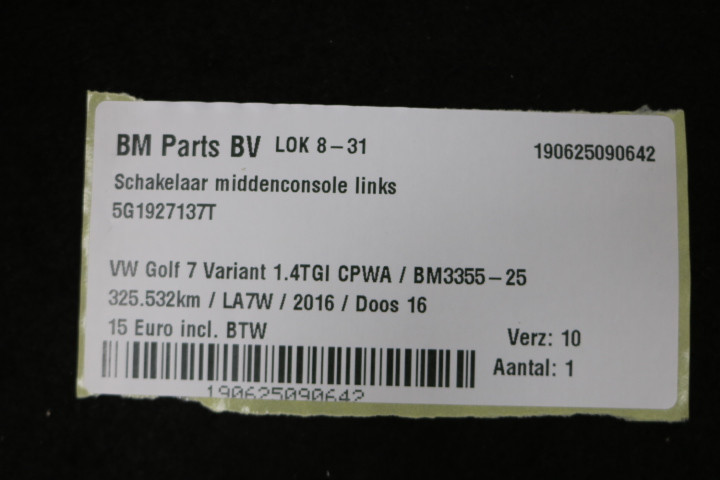 BM Parts BV LOK 8-31 190625090642
Schakelaar middenconsole links
5G1927137T
VW Golf 7 Variant 1.4TGI CPWA / BM3355-25
325.532km / LA7W / 2016 / Doos 16
15 Euro incl. BTW Verz: 10
Aantal: 1
190625090642